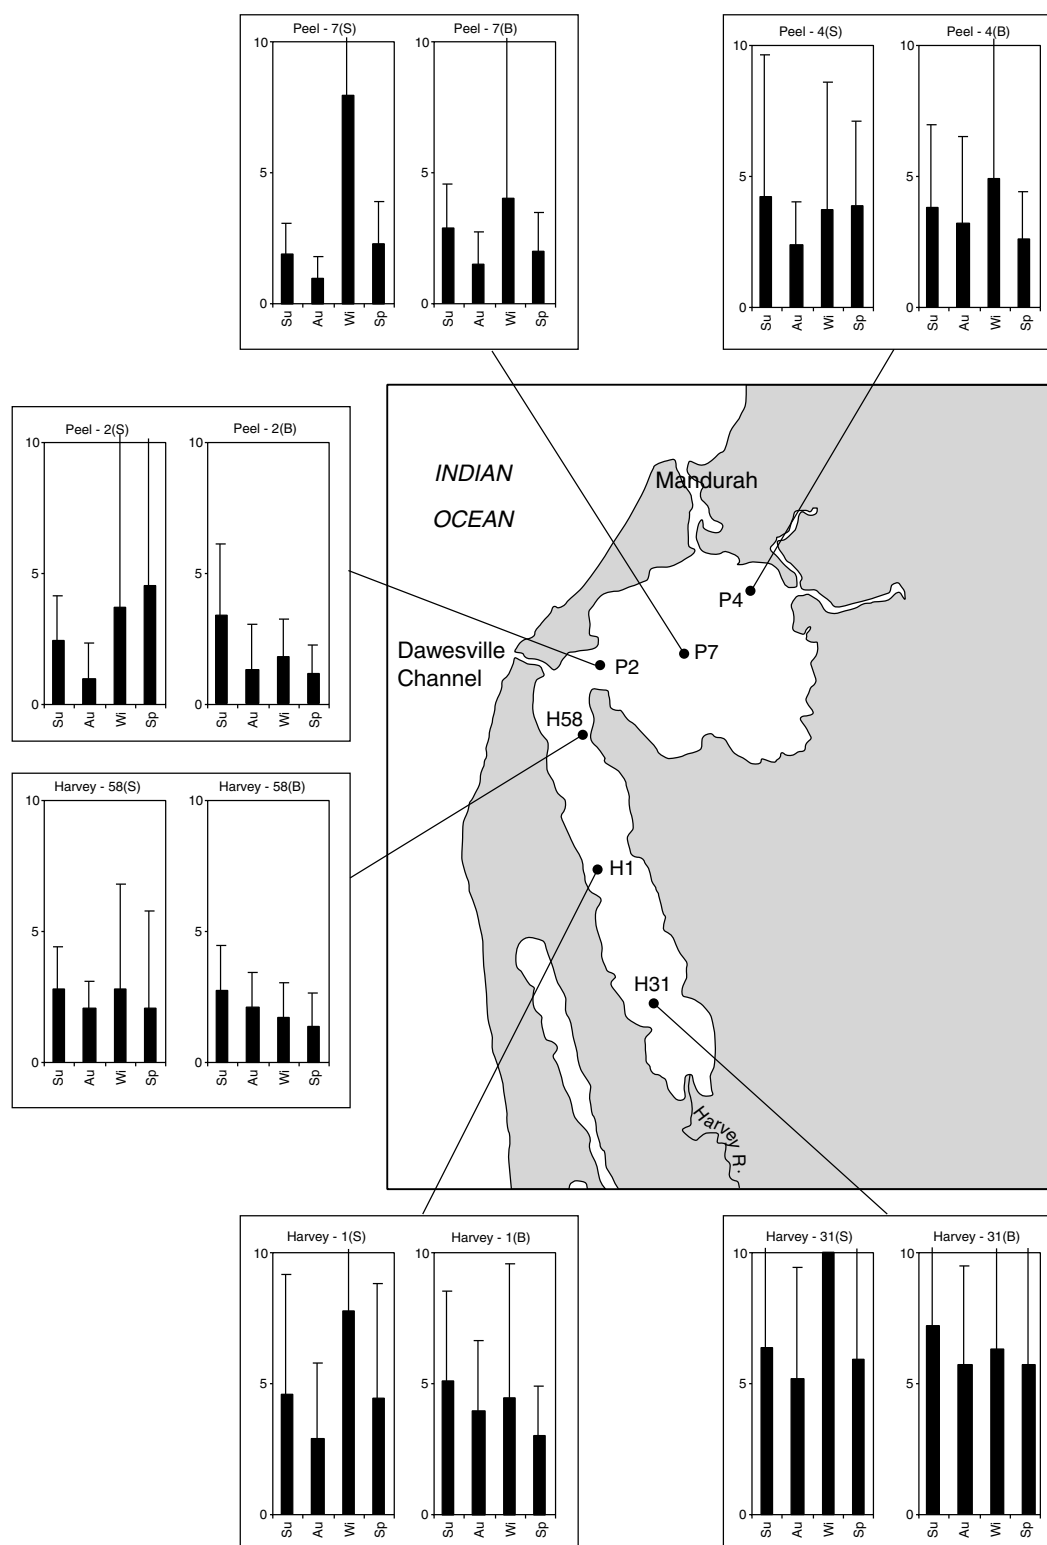 Peel - 7(S)
Peel - 7(B)
10
5
0
Su Au Wi Sp
10
5
0
Su Au Wi Sp
Peel - 4(S)
Peel - 4(B)
10
5
0
Su Au Wi Sp
10
5
0
Su Au Wi Sp
Peel - 2(S)
Peel - 2(B)
10
5
0
Su Au Wi Sp
10
5
0
Su Au Wi Sp
INDIAN
OCEAN
Mandurah
P4
P7
P2
Dawesville
Channel
H58
H1
H31
Harvey R.
Harvey - 58(S)
Harvey - 58(B)
10
5
0
Su Au Wi Sp
10
5
0
Su Au Wi Sp
Harvey - 1(S)
Harvey - 1(B)
10
5
0
Su Au Wi Sp
10
5
0
Su Au Wi Sp
Harvey - 31(S)
Harvey - 31(B)
10
5
0
Su Au Wi Sp
10
5
0
Su Au Wi Sp